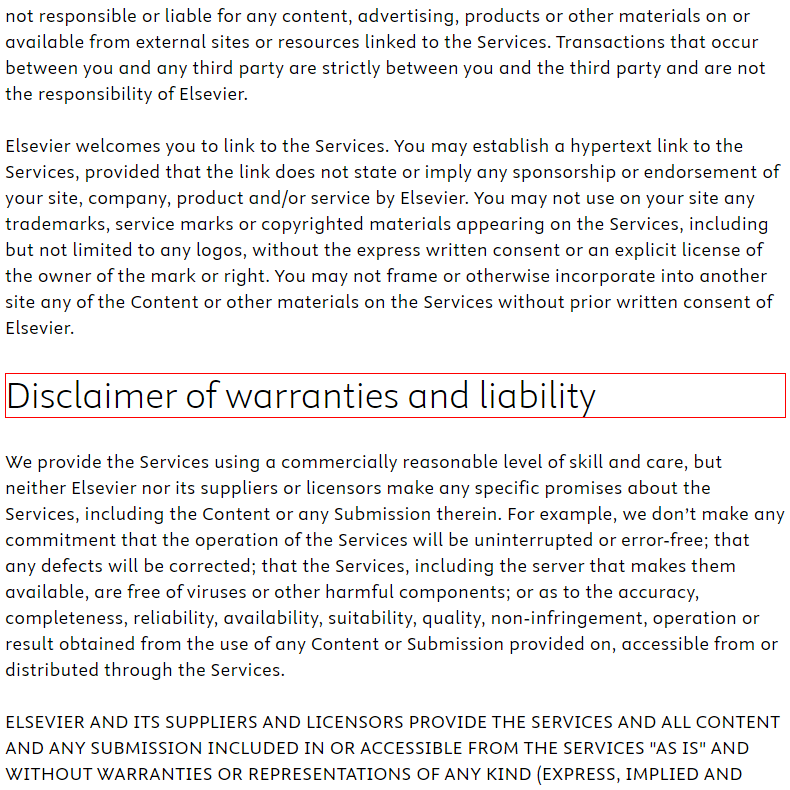 not responsible or liable for any content, advertising, products or other materials on or
available from external sites or resources linked to the Services. Transactions that occur
between you and any third party are strictly between you and the third party and are not
the responsibility of Elsevier.
Elsevier welcomes you to link to the Services. You may establish a hypertext link to the
Services, provided that the link does not state or imply any sponsorship or endorsement of
your site, company, product and/or service by Elsevier. You may not use on your site any
trademarks, service marks or copyrighted materials appearing on the Services, including
but not limited to any logos, without the express written consent or an explicit license of
the owner of the mark or right. You may not frame or otherwise incorporate into another
site any of the Content or other materials on the Services without prior written consent of
Elsevier.
Disclaimer of warranties and liability
We provide the Services using a commercially reasonable level of skill and care, but
neither Elsevier nor its suppliers or licensors make any specific promises about the
Services, including the Content or any Submission therein. For example, we don’t make any
commitment that the operation of the Services will be uninterrupted or error-free; that
any defects will be corrected; that the Services, including the server that makes them
available, are free of viruses or other harmful components; or as to the accuracy,
completeness, reliability, availability, suitability, quality, non-infringement, operation or
result obtained from the use of any Content or Submission provided on, accessible from or
distributed through the Services.
ELSEVIER AND ITS SUPPLIERS AND LICENSORS PROVIDE THE SERVICES AND ALL CONTENT
AND ANY SUBMISSION INCLUDED IN OR ACCESSIBLE FROM THE SERVICES "AS IS" AND
WITHOUT WARRANTIES OR REPRESENTATIONS OF ANY KIND (EXPRESS, IMPLIED AND